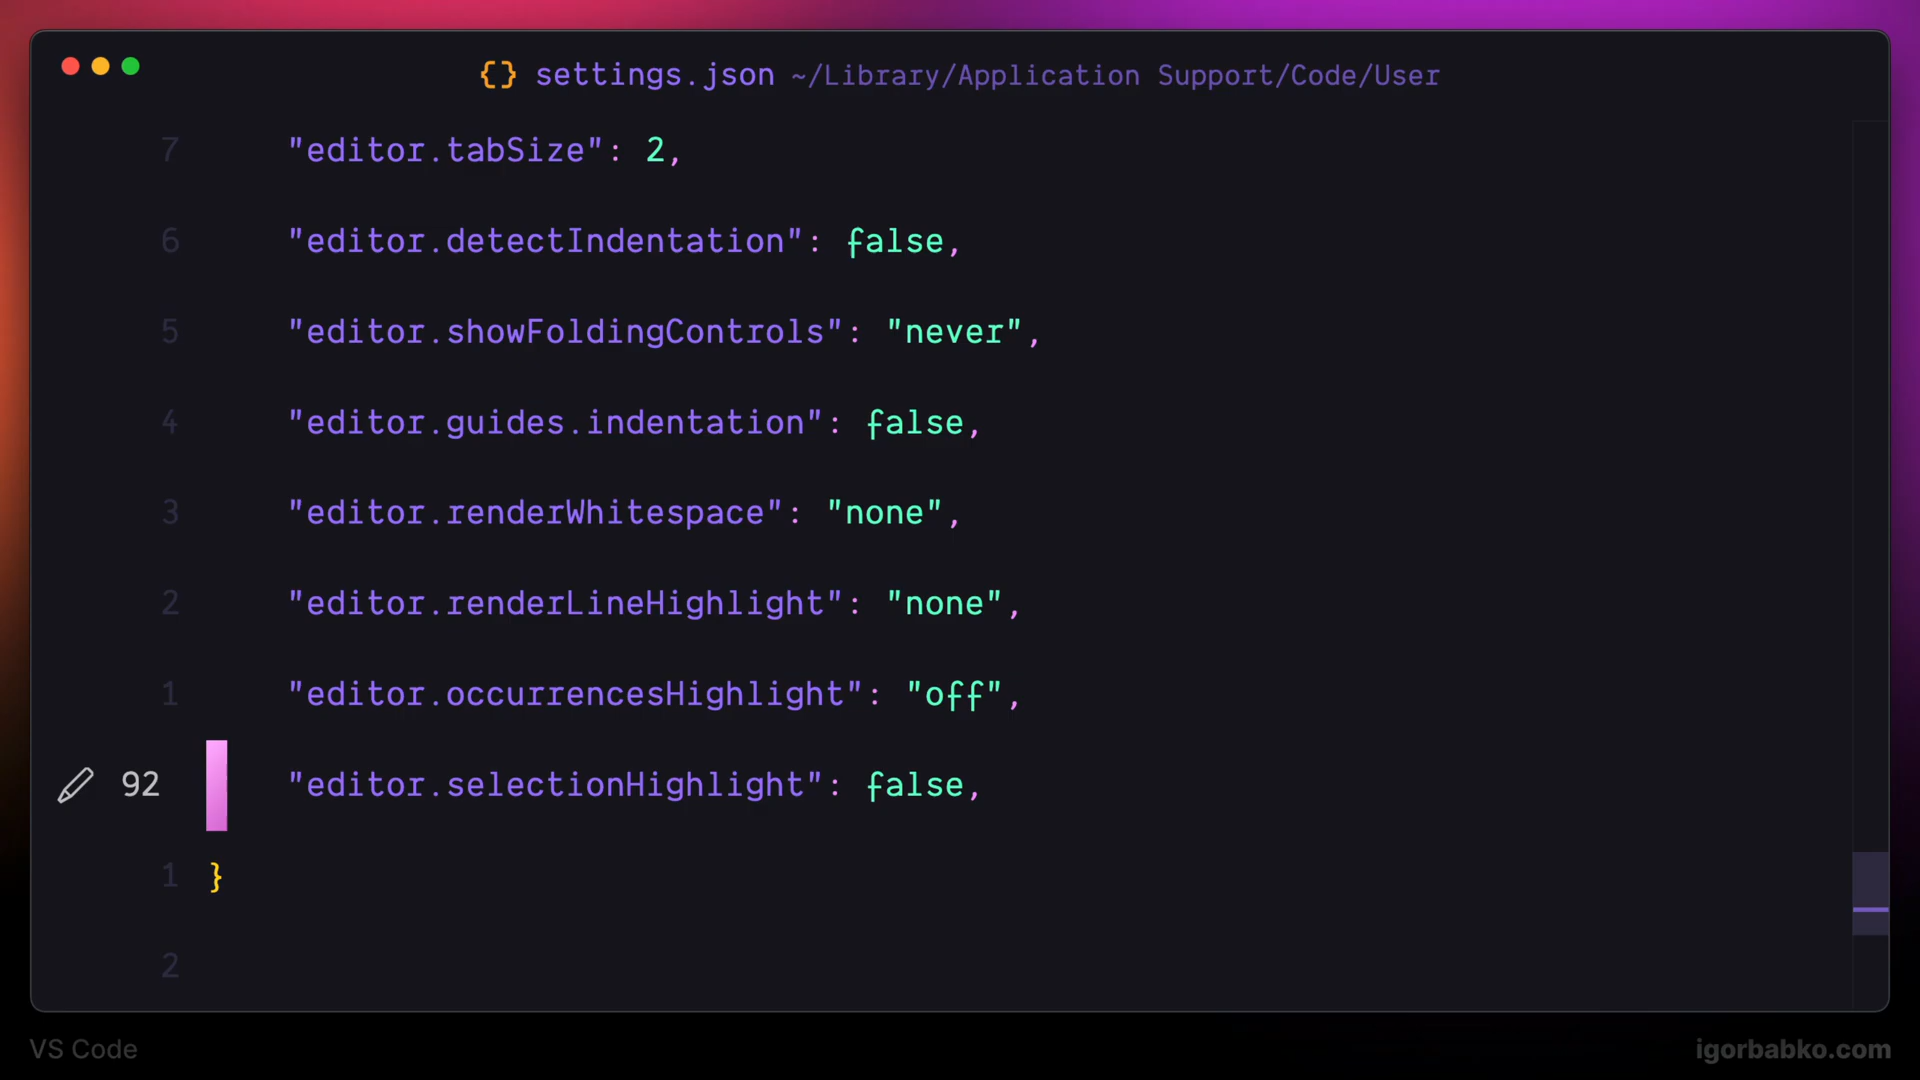 {} settings.json ~/Library/Application Support/Code/User
7 "editor.tabSize": 2,
6 "editor.detectIndentation": false,
5 "editor.showFoldingControls": "never",
4 "editor.guides.indentation": false,
3 "editor.renderWhitespace": "none",
2 "editor.renderLineHighlight": "none",
1 "editor.occurrencesHighlight": "off",
92 "editor.selectionHighlight": false,
1 }
2
VS Code
igorbabko.com